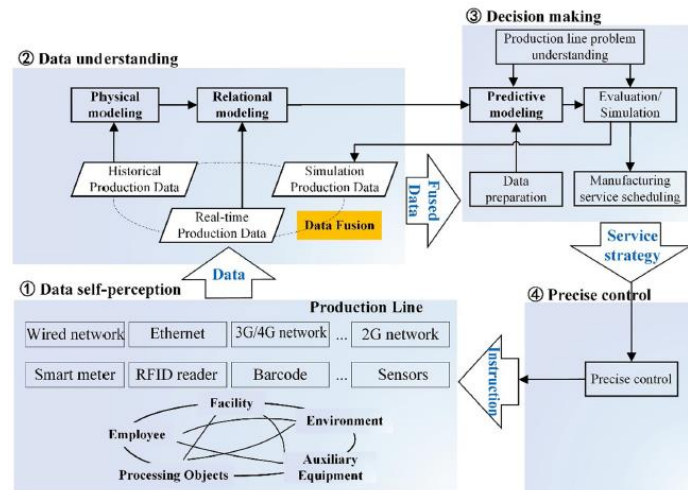 ③ Decision making
Production line problem
understanding
② Data understanding
Physical
modeling
Relational
modeling
Predictive
modeling
Evaluation/
Simulation
Historical
Production Data
Simulation
Production Data
Real-time
Production Data
Data Fusion
Fused
Data
Data
preparation
Manufacturing
service scheduling
Data
Service
strategy
① Data self-perception
Production Line
Wired network
Ethernet
3G/4G network
...
2G network
Smart meter
RFID reader
Barcode
...
Sensors
Facility
Environment
Employee
Auxiliary
Equipment
Processing Objects
Instruction
④ Precise control
Precise control